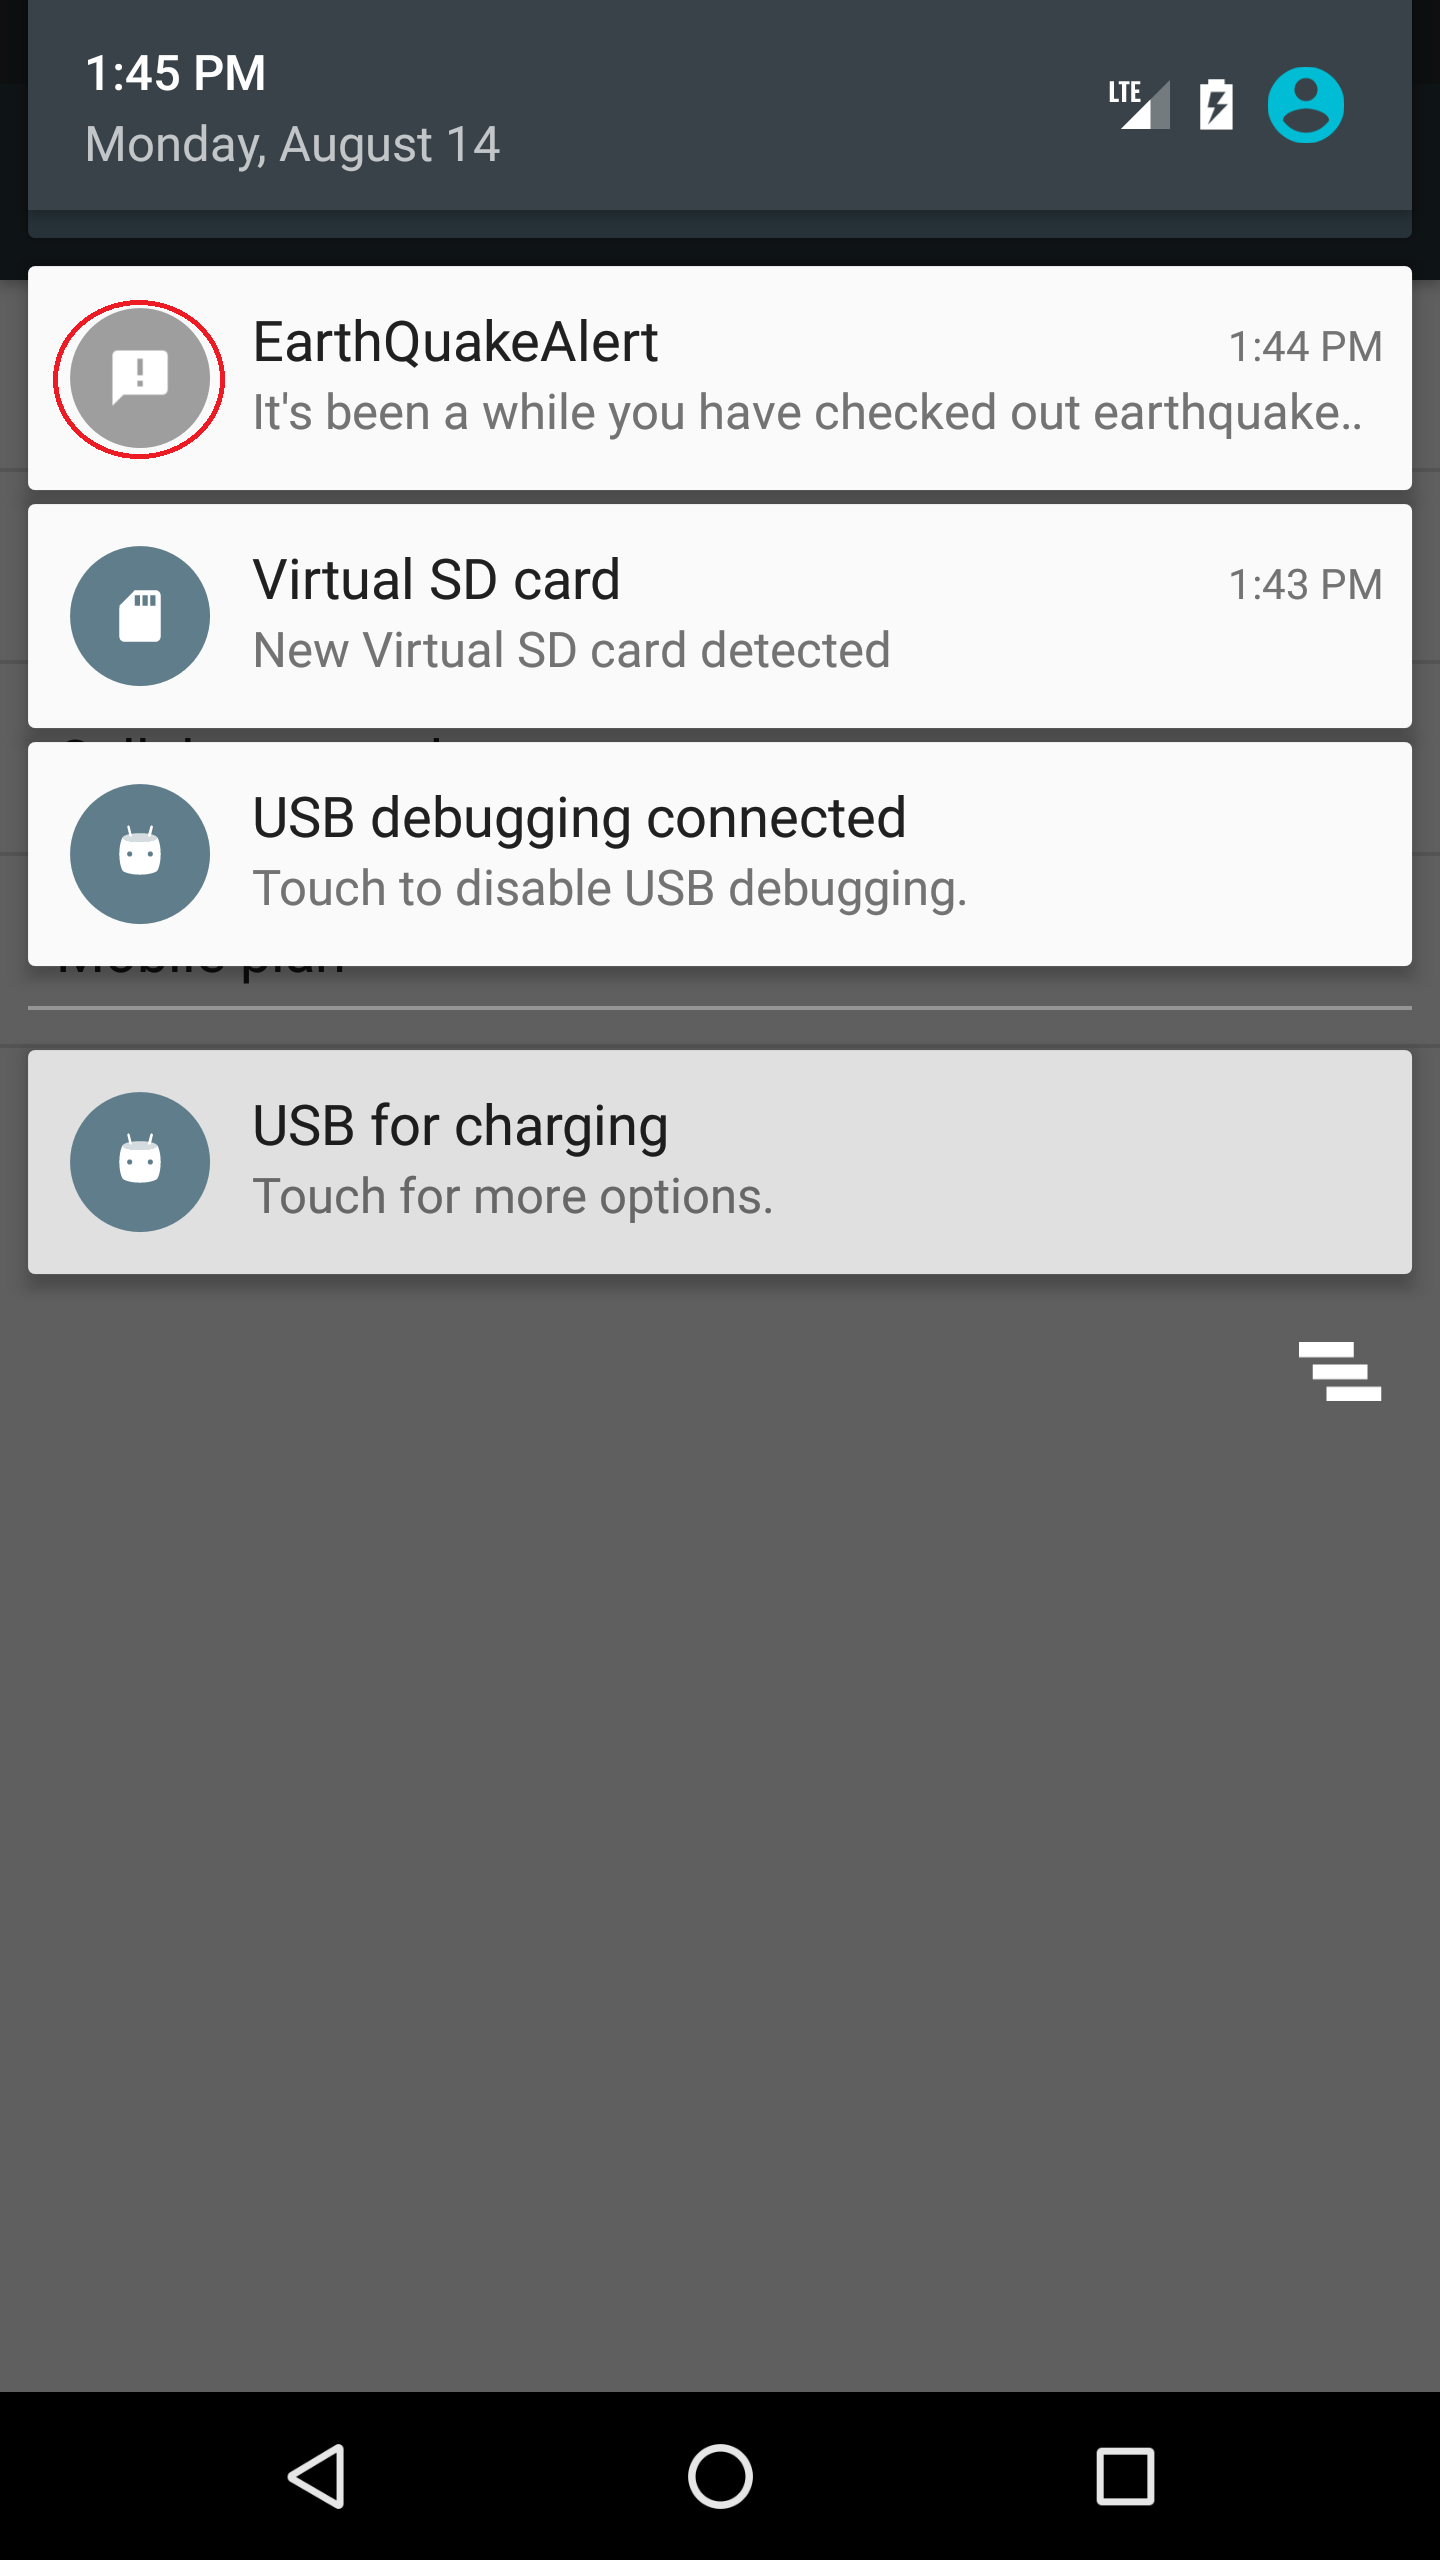 1:45 PM
Monday, August 14
LTE
EarthQuakeAlert
1:44 PM
It's been a while you have checked out earthquake..
Virtual SD card
1:43 PM
New Virtual SD card detected
USB debugging connected
Touch to disable USB debugging.
Mobile plan
USB for charging
Touch for more options.